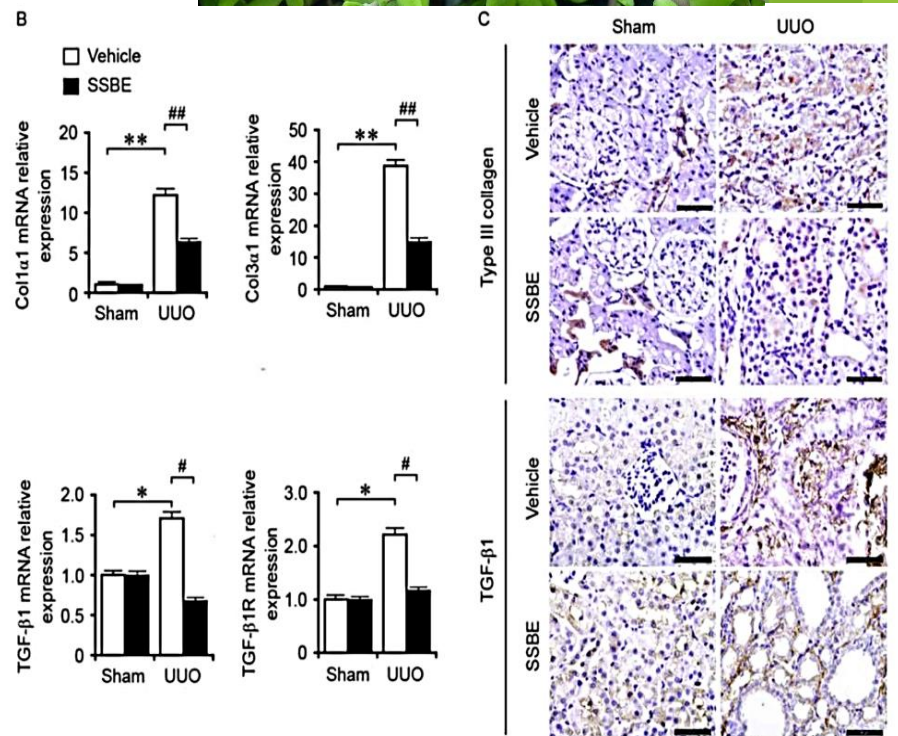 B
Vehicle
SSBE
Col1α1 mRNA relative
expression
20
15
10
5
0
**
##
Sham
UUO
Col3α1 mRNA relative
expression
50
40
30
20
10
0
**
##
Sham
UUO
TGF-β1 mRNA relative
expression
2.0
1.5
1.0
0.5
0
*
#
Sham
UUO
TGF-β1R mRNA relative
expression
3.0
2.0
1.0
0
*
#
Sham
UUO
C
Sham
UUO
Type III collagen
Vehicle
SSBE
TGF-β1
Vehicle
SSBE